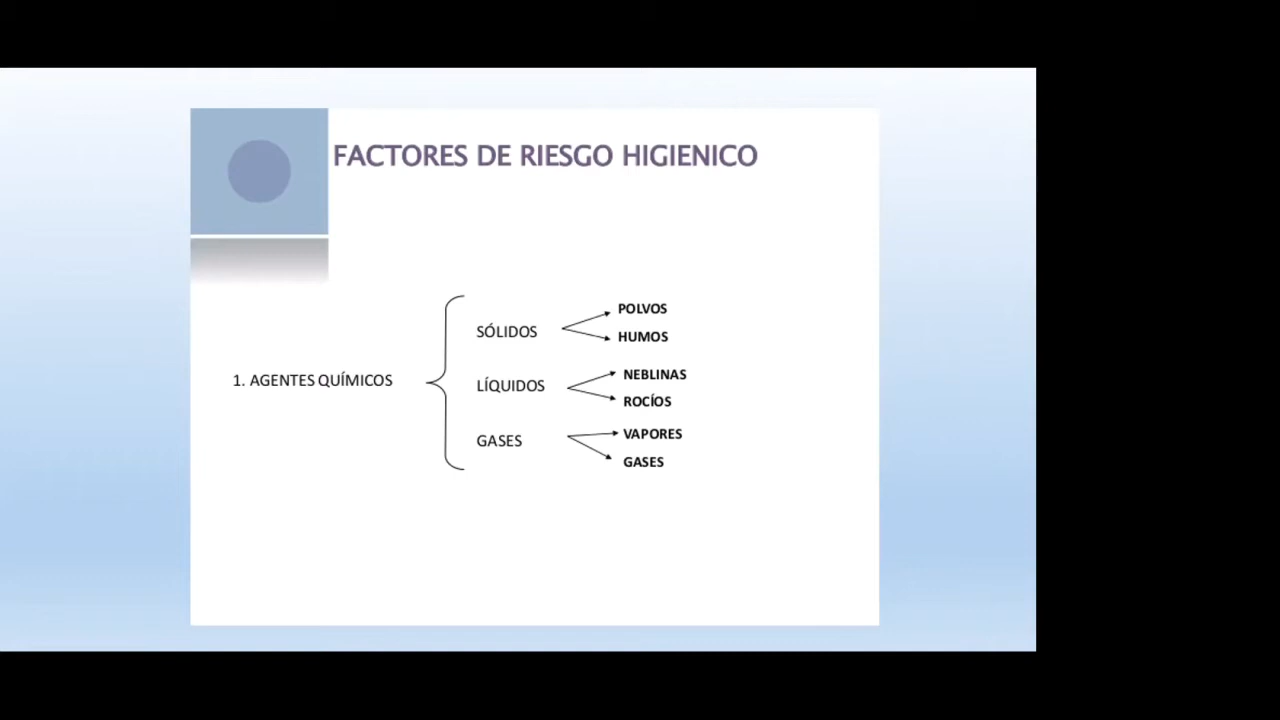 FACTORES DE RIESGO HIGIENICO
1. AGENTES QUÍMICOS
SÓLIDOS
POLVOS
HUMOS
LÍQUIDOS
NEBLINAS
ROCÍOS
GASES
VAPORES
GASES